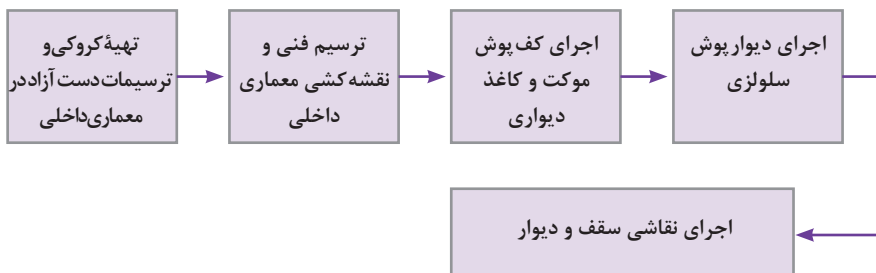 تهیهٔ کروکی و
ترسیمات دست آزاد در
معماری داخلی
ترسیم فنی و
نقشه کشی معماری
داخلی
اجرای کف پوش
موکت و کاغذ
دیواری
اجرای دیوار پوش
سلولزی
اجرای نقاشی سقف و دیوار